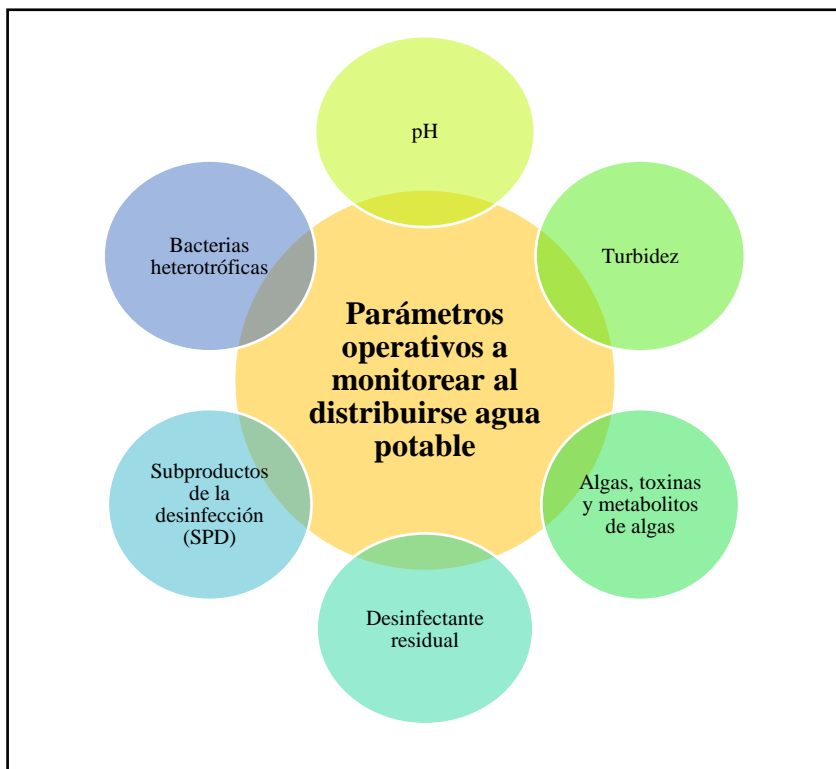 pH
Turbidez
Algas, toxinas
y metabolitos
de algas
Desinfectante
residual
Subproductos
de la
desinfección
(SPD)
Bacterias
heterotróficas
Parámetros
operativos a
monitorear al
distribuirse agua
potable